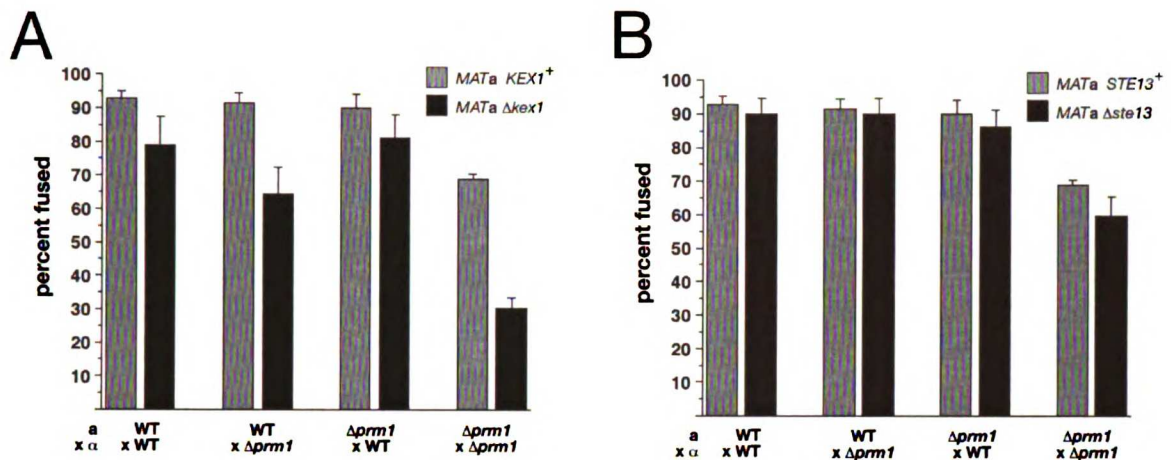 A
MATa KEX1+
MATa Δkex1
percent fused
100
90
80
70
60
50
40
30
20
10
a WT WT Δprm1 Δprm1
x α x WT x Δprm1 x WT x Δprm1
B
MATa STE13+
MATa Δste13
percent fused
100
90
80
70
60
50
40
30
20
10
a WT WT Δprm1 Δprm1
x α x WT x Δprm1 x WT x Δprm1